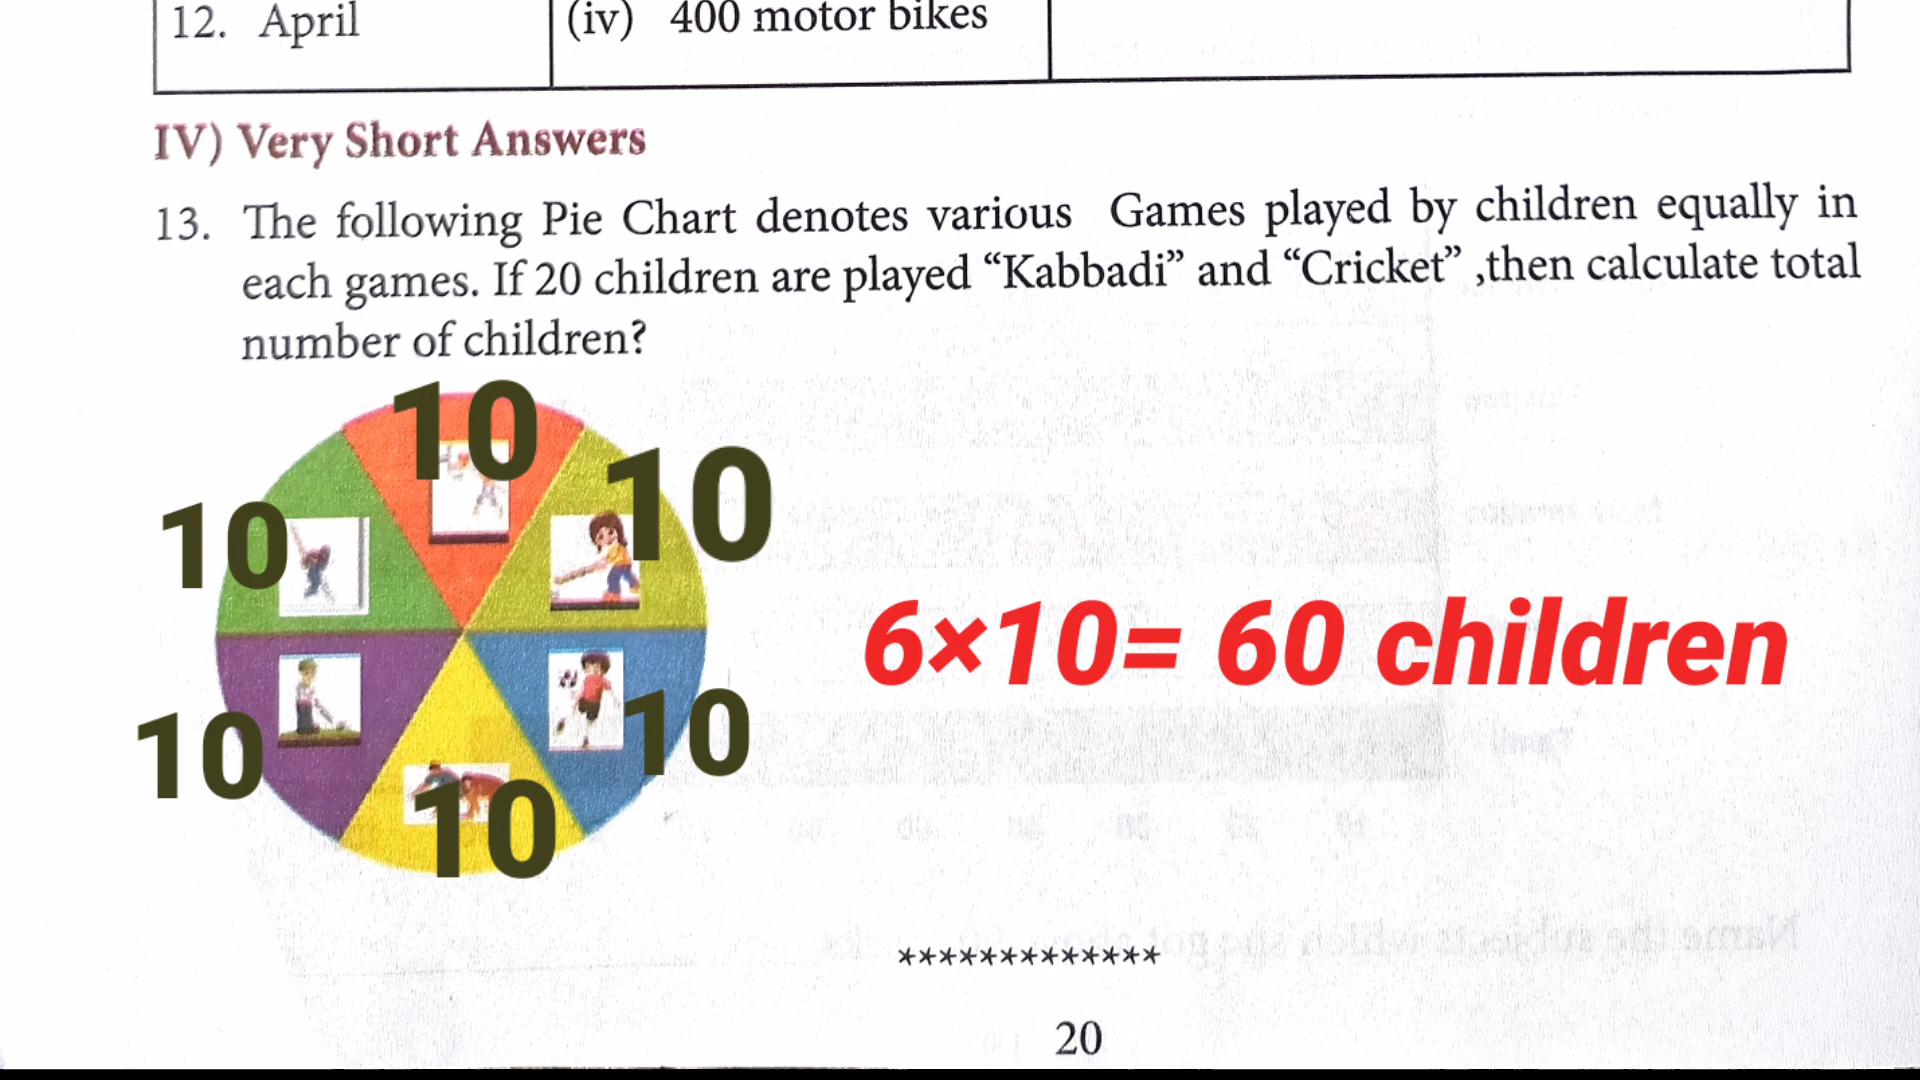 12. April (iv) 400 motor bikes
IV) Very Short Answers
13. The following Pie Chart denotes various Games played by children equally in
each games. If 20 children are played “Kabbadi” and “Cricket” ,then calculate total
number of children?
10
10
10
6×10= 60 children
10
10
10
*************
20